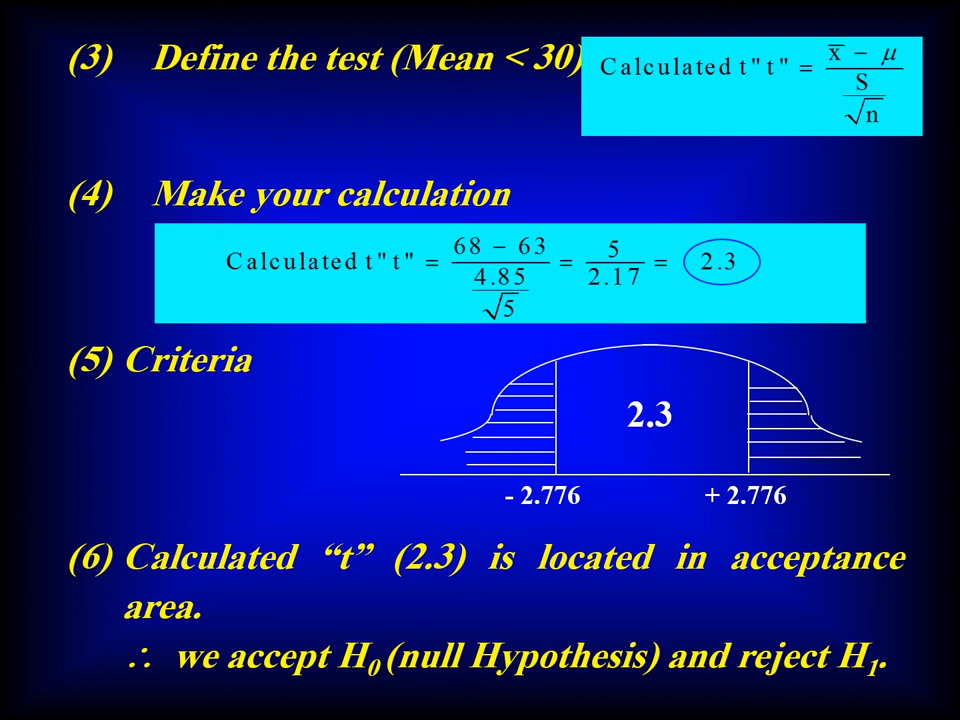 (3) Define the test (Mean < 30)
Calculated t "t" = x̅ − μ / S / √n
(4) Make your calculation
Calculated t "t" = 68 − 63 / 4.85 / √5 = 5 / 2.17 = 2.3
(5) Criteria
2.3
- 2.776 + 2.776
(6) Calculated “t” (2.3) is located in acceptance
area.
∴ we accept H₀ (null Hypothesis) and reject H₁.